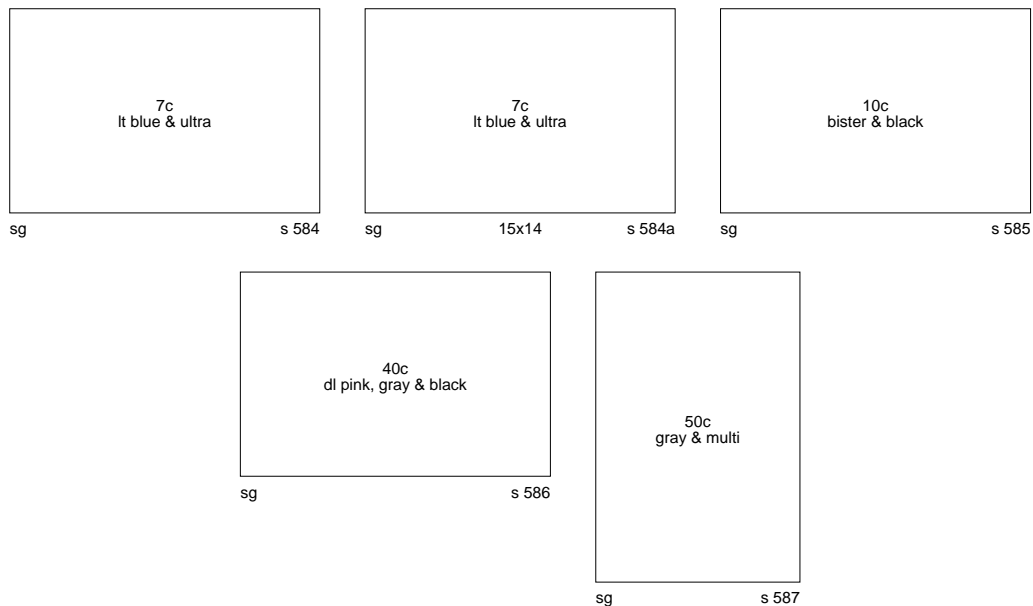 7c
lt blue & ultra
sg s 584
7c
lt blue & ultra
sg 15x14 s 584a
10c
bister & black
sg s 585
40c
dl pink, gray & black
sg s 586
50c
gray & multi
sg s 587